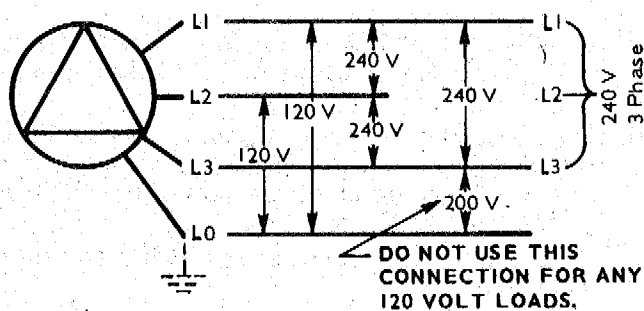 L1
240 V
L1
L2
120 V
240 V
L2
240 V
3 Phase
120 V
240 V
L3
L3
200 V
L0
DO NOT USE THIS
CONNECTION FOR ANY
120 VOLT LOADS.